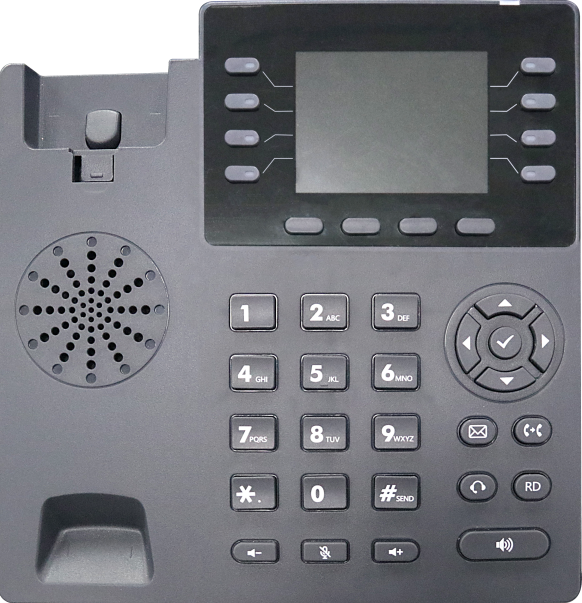 1
2 ABC
3 DEF
4 GHI
5 JKL
6 MNO
7 PQRS
8 TUV
9 WXYZ
*.
0
# SEND
RD